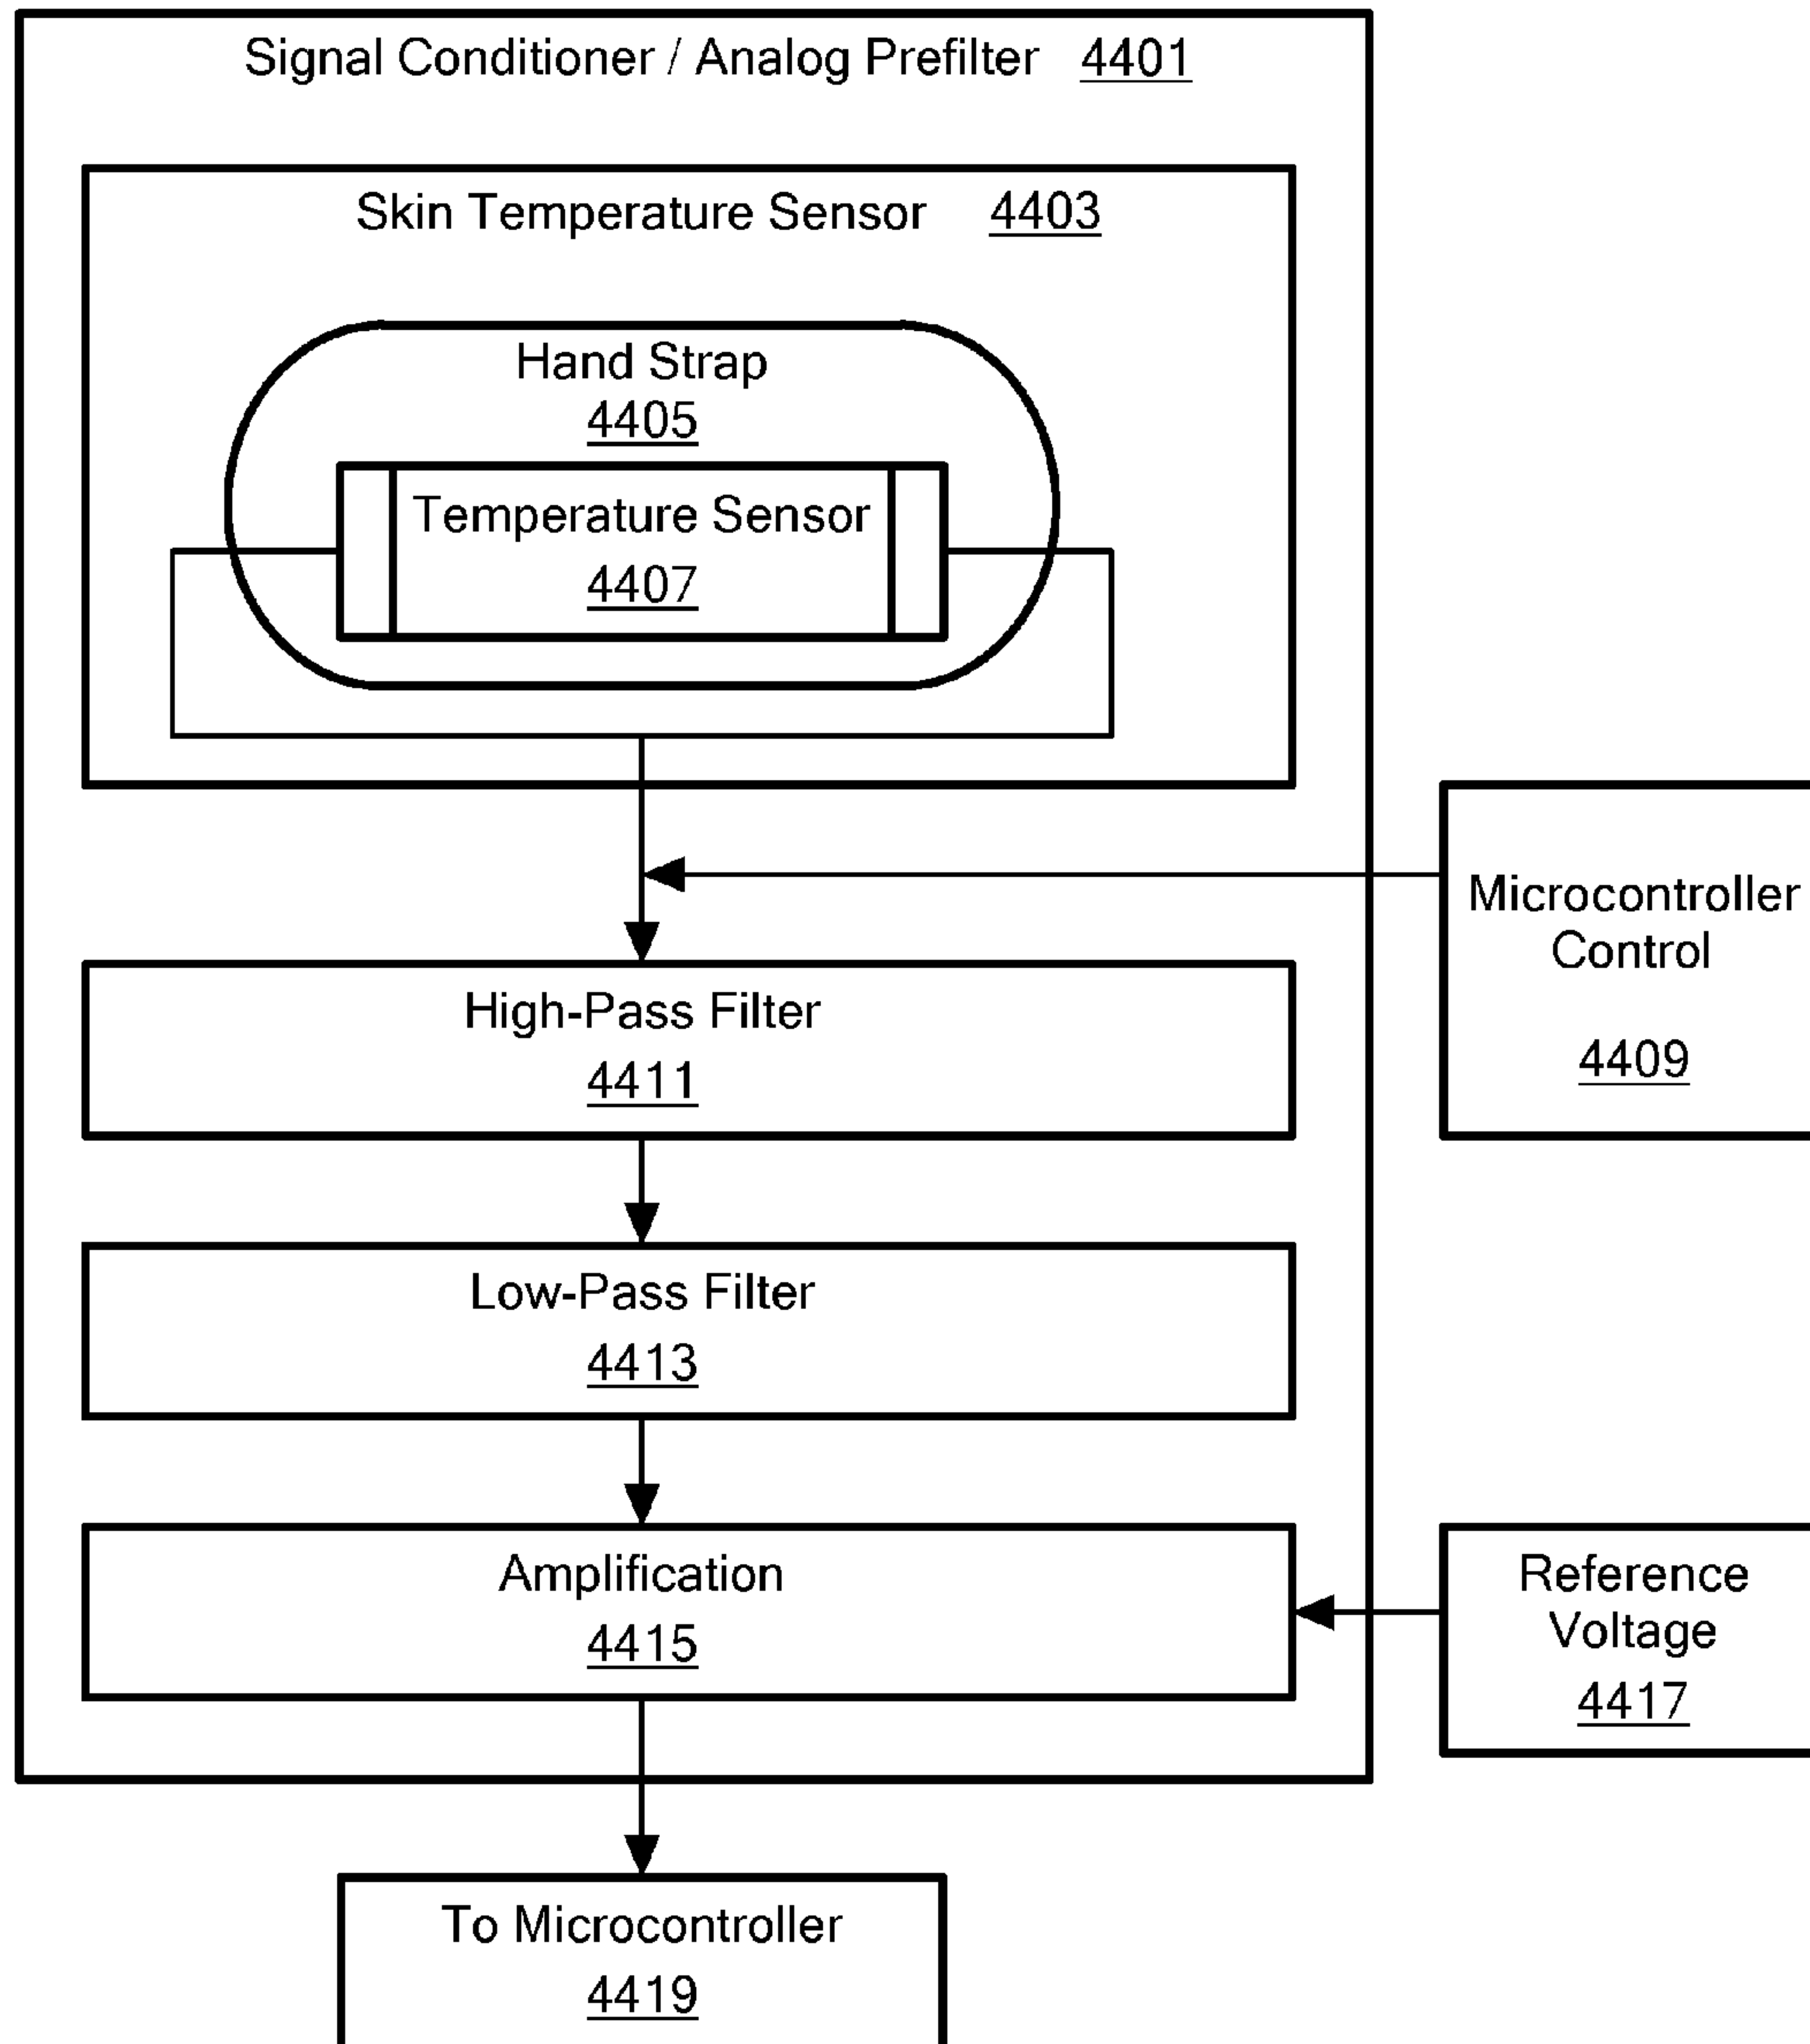 Signal Conditioner / Analog Prefilter 4401
Skin Temperature Sensor 4403
Hand Strap
4405
Temperature Sensor
4407
Microcontroller
Control
4409
High-Pass Filter
4411
Low-Pass Filter
4413
Amplification
4415
Reference
Voltage
4417
To Microcontroller
4419